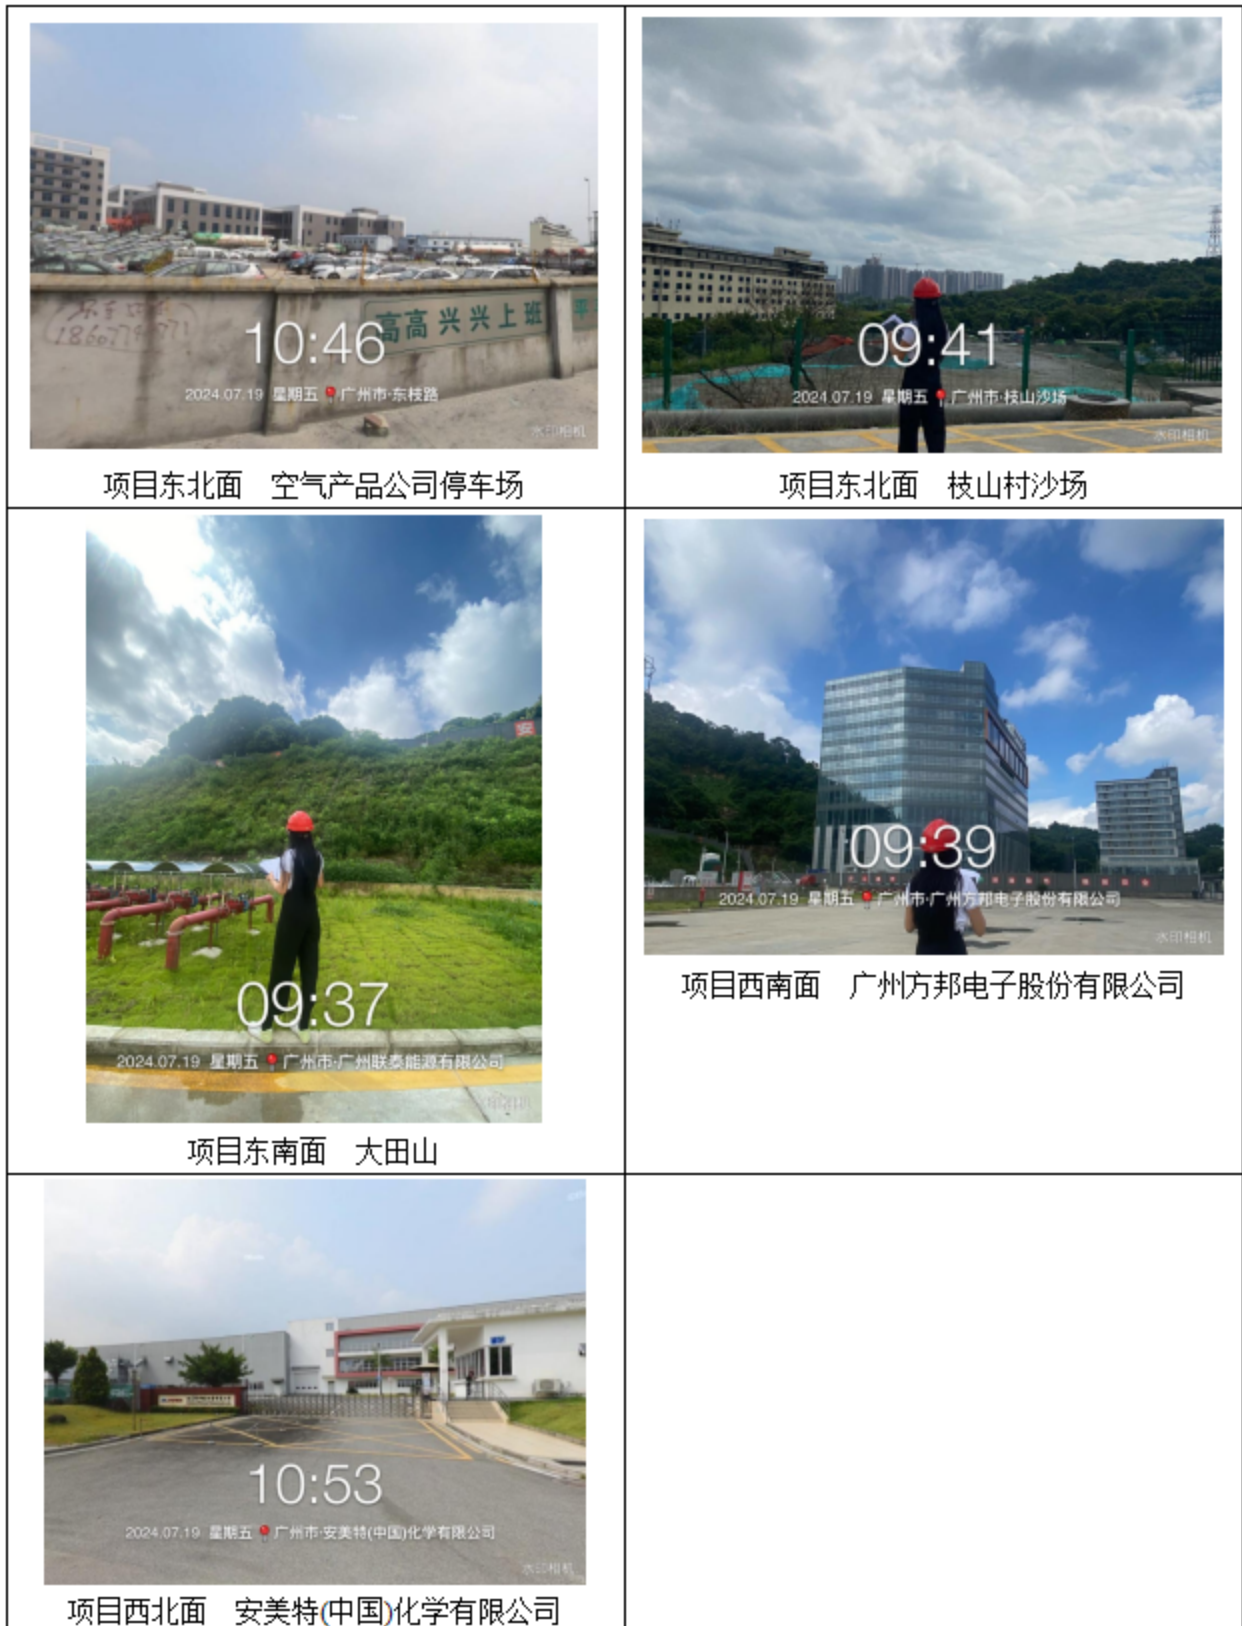 高高兴兴上班
平
10:46
2024.07.19 星期五 广州市·东枝路
水印相机
项目东北面 空气产品公司停车场
09:41
2024.07.19 星期五 广州市·枝山沙场
水印相机
项目东北面 枝山村沙场
安
09:37
2024.07.19 星期五 广州市·广州联泰能源有限公司
水印相机
项目东南面 大田山
09:39
2024.07.19 星期五 广州市·广州方邦电子股份有限公司
水印相机
项目西南面 广州方邦电子股份有限公司
10:53
2024.07.19 星期五 广州市·安美特(中国)化学有限公司
水印相机
项目西北面 安美特(中国)化学有限公司